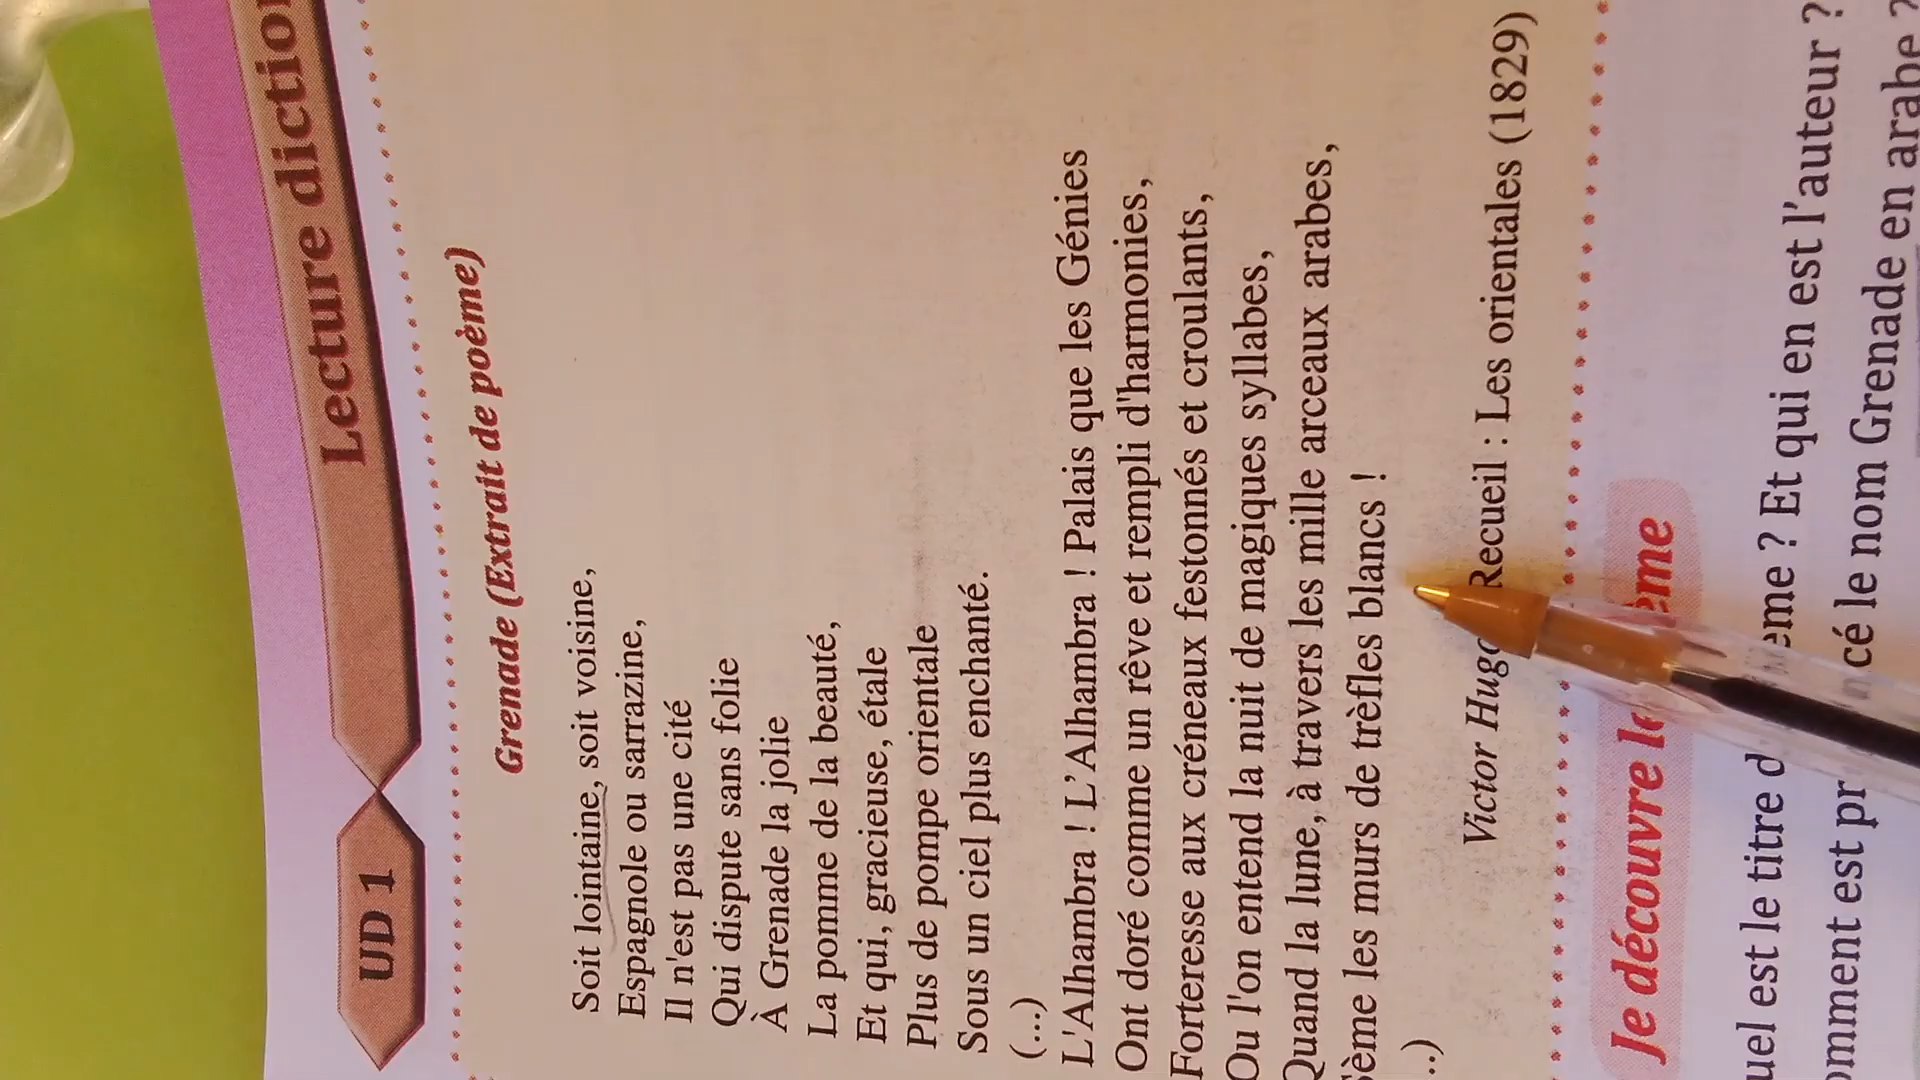 UD 1
Lecture diction
Grenade (Extrait de poème)
Soit lointaine, soit voisine,
Espagnole ou sarrazine,
Il n'est pas une cité
Qui dispute sans folie
À Grenade la jolie
La pomme de la beauté,
Et qui, gracieuse, étale
Plus de pompe orientale
Sous un ciel plus enchanté.
(...)
L'Alhambra ! L'Alhambra ! Palais que les Génies
Ont doré comme un rêve et rempli d'harmonies,
Forteresse aux créneaux festonnés et croulants,
Ou l'on entend la nuit de magiques syllabes,
Quand la lune, à travers les mille arceaux arabes,
Sème les murs de trèfles blancs !
..)
Victor Hugo Recueil : Les orientales (1829)
Je découvre le ème
uel est le titre d ème ? Et qui en est l'auteur ?
omment est pr cé le nom Grenade en arabe ?